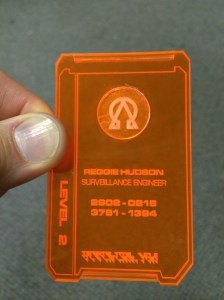 REGGIE HUDSON
SURVEILLANCE ENGINEER
2902-0216
3781-1394
LEVEL 2